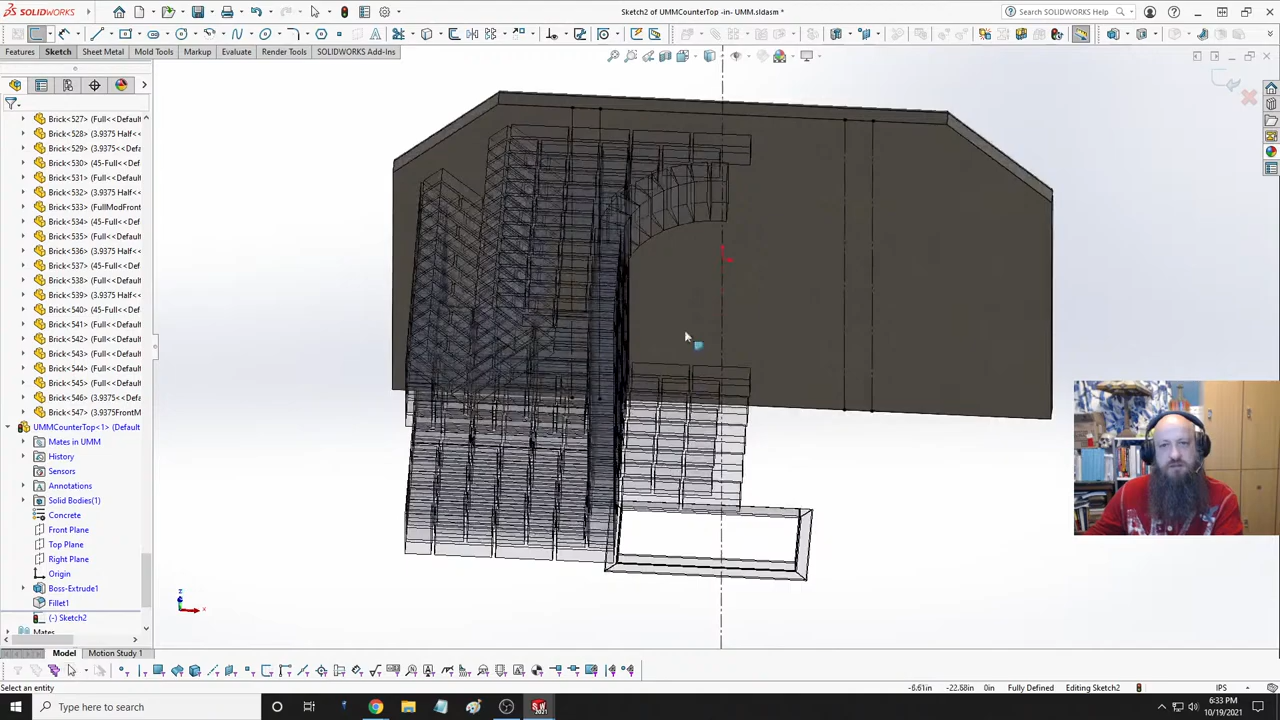 SOLIDWORKS
Sketch2 of UMMCounterTop -in- UMM.sldasm *
Search SOLIDWORKS Help
Features
Sketch
Sheet Metal
Mold Tools
Markup
Evaluate
Render Tools
SOLIDWORKS Add-Ins
Brick<527> (Full<<Defa
Brick<528> (3.9375 Half<
Brick<529> (3.9375<<Defa
Brick<530> (45-Full<<Def
Brick<531> (Full<<Default
Brick<532> (3.9375 Half<
Brick<533> (FullModFront
Brick<534> (45-Full<<Def
Brick<535> (Full<<Default
Brick<536> (3.9375 Half<
Brick<537> (45-Full<<Def
Brick<538> (Full<<Default
Brick<539> (3.9375 Half<
Brick<540> (45-Full<<Def
Brick<541> (Full<<Default
Brick<542> (Full<<Default
Brick<543> (Full<<Default
Brick<544> (Full<<Default
Brick<545> (Full<<Default
Brick<546> (3.9375<<Defa
Brick<547> (3.9375FrontM
UMMCounterTop<1> (Default
Mates in UMM
History
Sensors
Annotations
Solid Bodies(1)
Concrete
Front Plane
Top Plane
Right Plane
Origin
Boss-Extrude1
Fillet1
(-) Sketch2
Mates
z
x
Model
Motion Study 1
Select an entity
-6.61in
-22.88in
0in
Fully Defined
Editing Sketch2
IPS
Type here to search
6:33 PM
10/19/2021